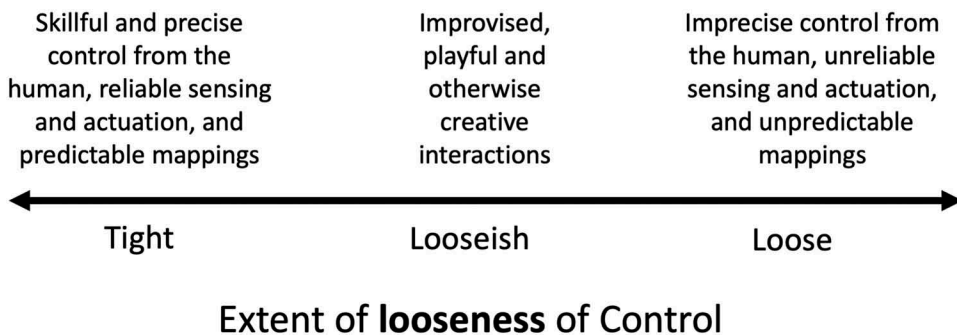 Skillful and precise
control from the
human, reliable sensing
and actuation, and
predictable mappings
Improvised,
playful and
otherwise
creative
interactions
Imprecise control from
the human, unreliable
sensing and actuation,
and unpredictable
mappings
Tight
Looseish
Loose
Extent of looseness of Control